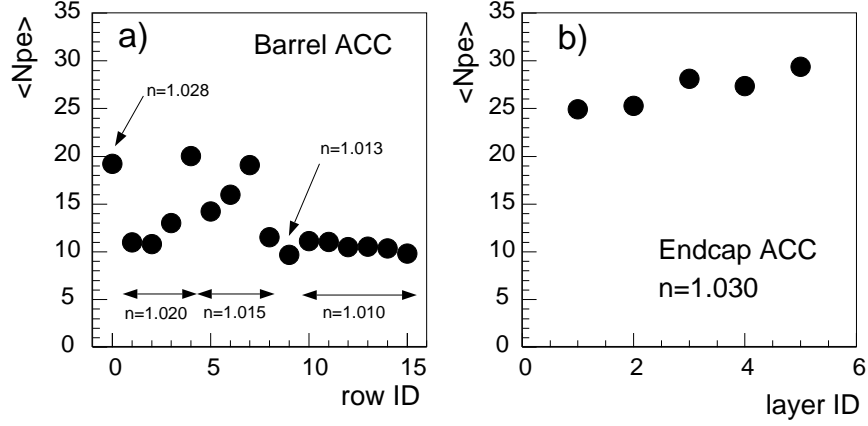 a)
Barrel ACC
<Npe>
35
30
25
20
15
10
5
0
n=1.028
n=1.013
n=1.020
n=1.015
n=1.010
0
5
10
15
row ID
b)
<Npe>
35
30
25
20
15
10
5
0
Endcap ACC
n=1.030
0
2
4
6
layer ID